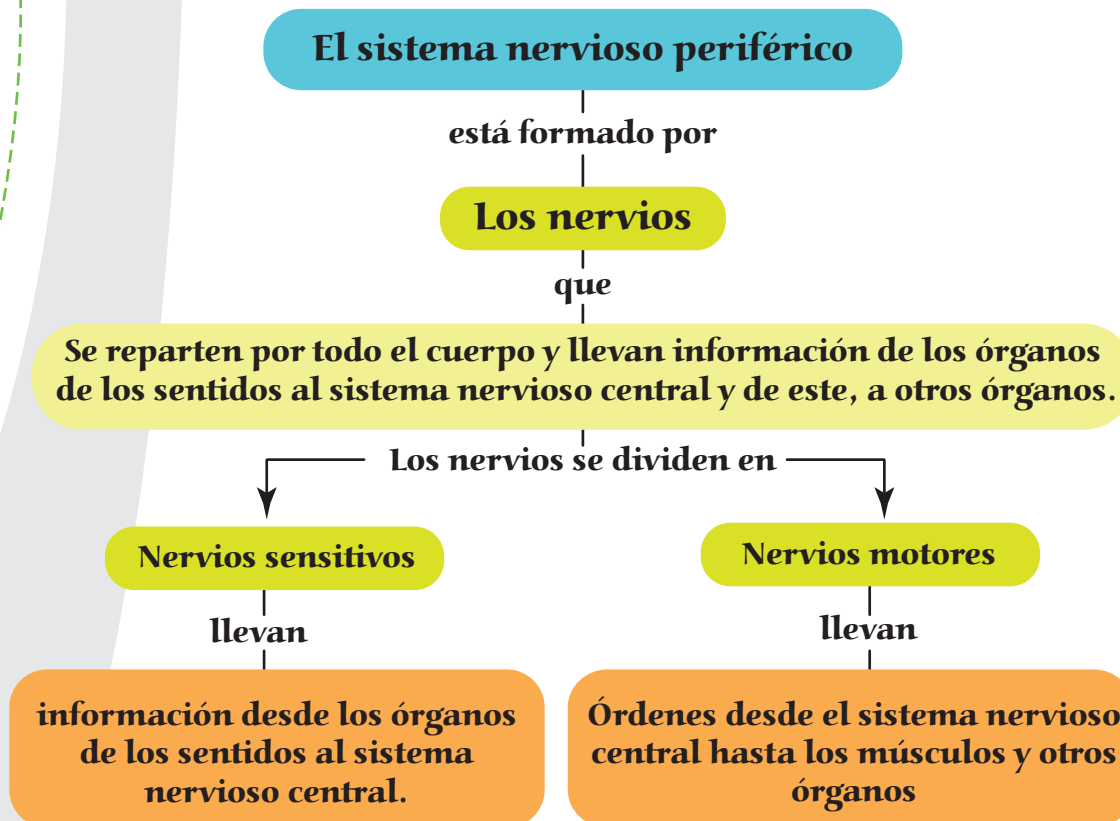 El sistema nervioso periférico
está formado por
Los nervios
que
Se reparten por todo el cuerpo y llevan información de los órganos
de los sentidos al sistema nervioso central y de este, a otros órganos.
Los nervios se dividen en
Nervios sensitivos
llevan
información desde los órganos
de los sentidos al sistema
nervioso central.
Nervios motores
llevan
Órdenes desde el sistema nervioso
central hasta los músculos y otros
órganos